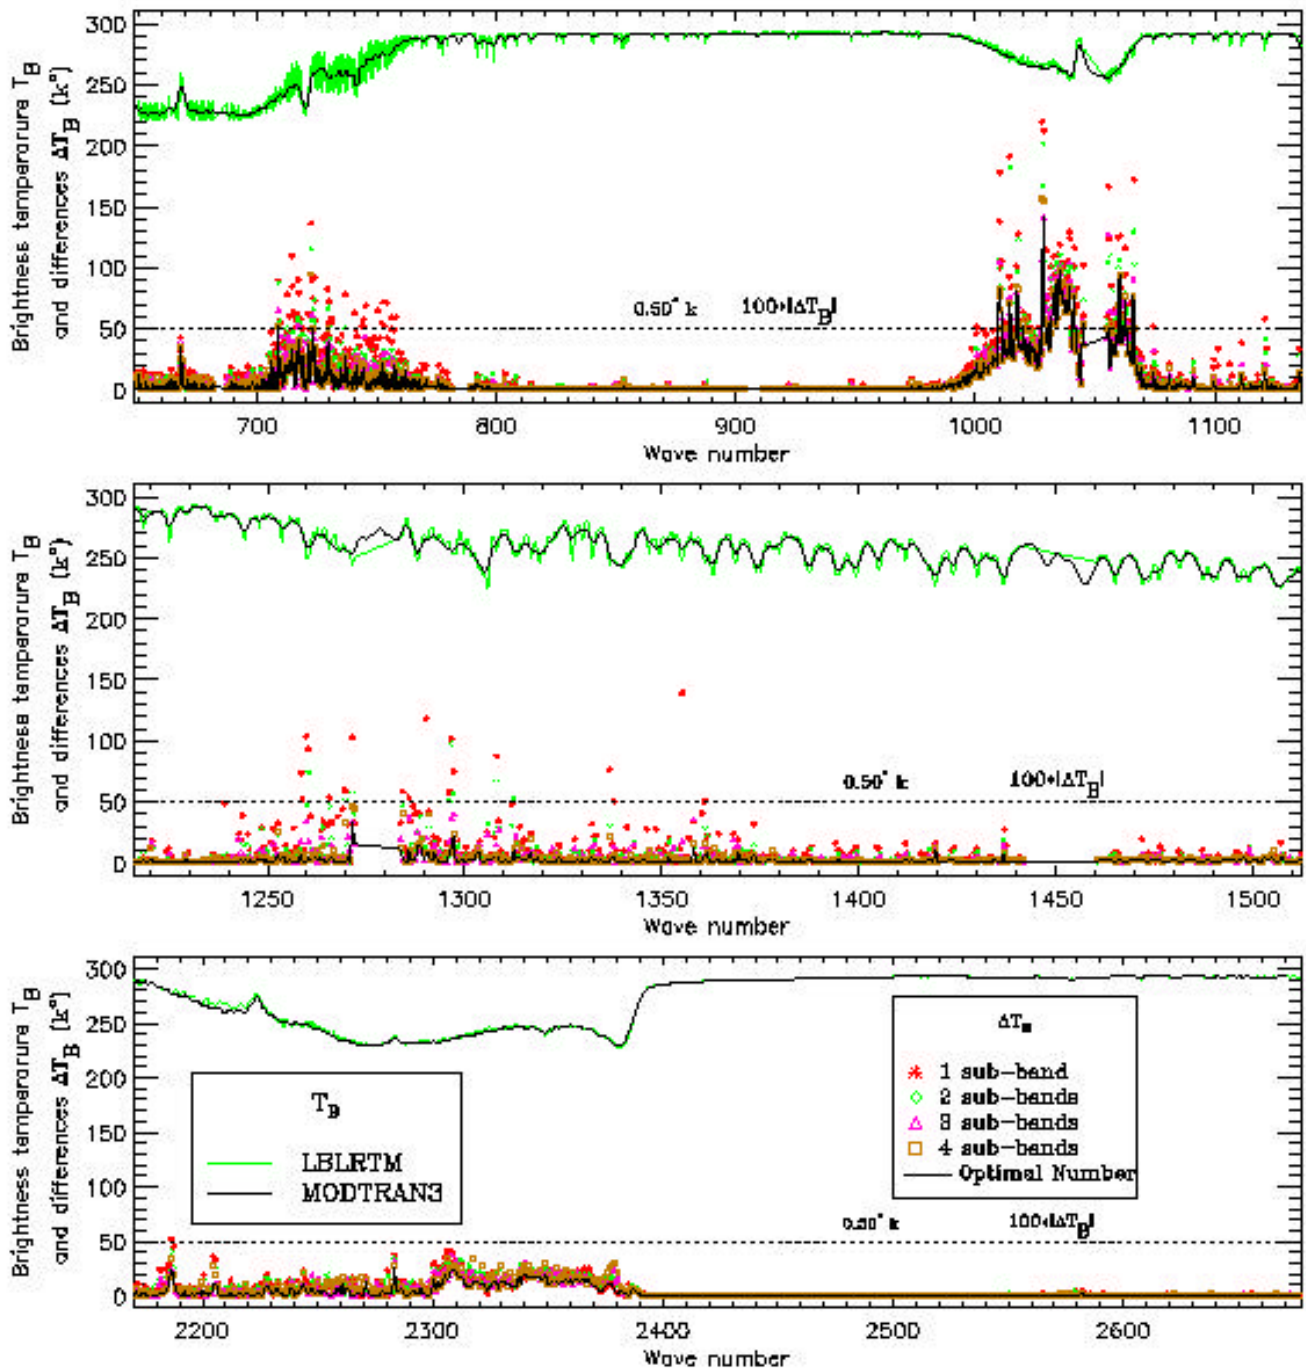 Brightness temperarure T_B
and differences ΔT_B (k°)
300
250
200
150
100
50
0
0.50° k 100*|ΔT_B|
700 800 900 1000 1100
Wave number
Brightness temperarure T_B
and differences ΔT_B (k°)
300
250
200
150
100
50
0
0.50° k 100*|ΔT_B|
1250 1300 1350 1400 1450 1500
Wave number
Brightness temperarure T_B
and differences ΔT_B (k°)
300
250
200
150
100
50
0
T_B
LBLRTM
MODTRAN3
ΔT_B
1 sub-band
2 sub-bands
3 sub-bands
4 sub-bands
Optimal Number
0.50° k 100*|ΔT_B|
2200 2300 2400 2500 2600
Wave number